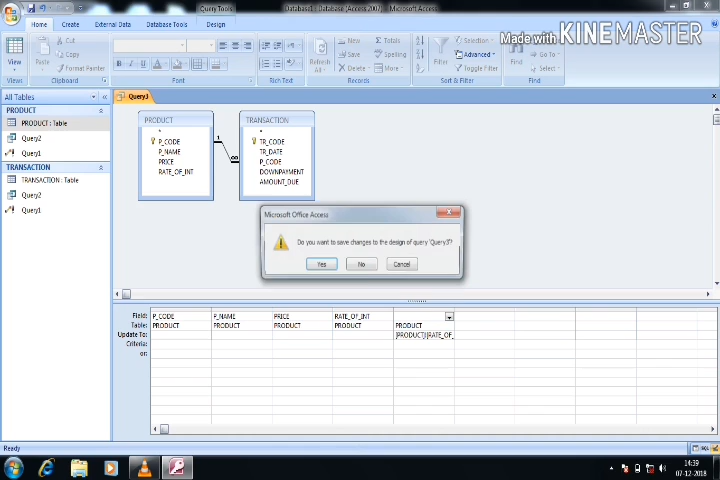 Query Tools
Database1 : Database (Access 2007) - Microsoft Access
Home
Create
External Data
Database Tools
Design
Made with KINEMASTER
View
Views
Paste
Cut
Copy
Format Painter
Clipboard
B I U
A
Font
Rich Text
Refresh
All
New
Save
Delete
Totals
Spelling
More
Records
Filter
Selection
Advanced
Toggle Filter
Sort & Filter
Find
Go To
Select
Find
All Tables
PRODUCT
PRODUCT : Table
Query2
Query1
TRANSACTION
TRANSACTION : Table
Query2
Query1
Query3
PRODUCT
*
P_CODE
P_NAME
PRICE
RATE_OF_INT
1
∞
TRANSACTION
*
TR_CODE
TR_DATE
P_CODE
DOWNPAYMENT
AMOUNT_DUE
Microsoft Office Access
Do you want to save changes to the design of query 'Query3'?
Yes
No
Cancel
Field: P_CODE P_NAME PRICE RATE_OF_INT
Table: PRODUCT PRODUCT PRODUCT PRODUCT PRODUCT
Update To: [PRODUCT]![RATE_OF_
Criteria:
or:
Ready
SQL
14:39
07-12-2018